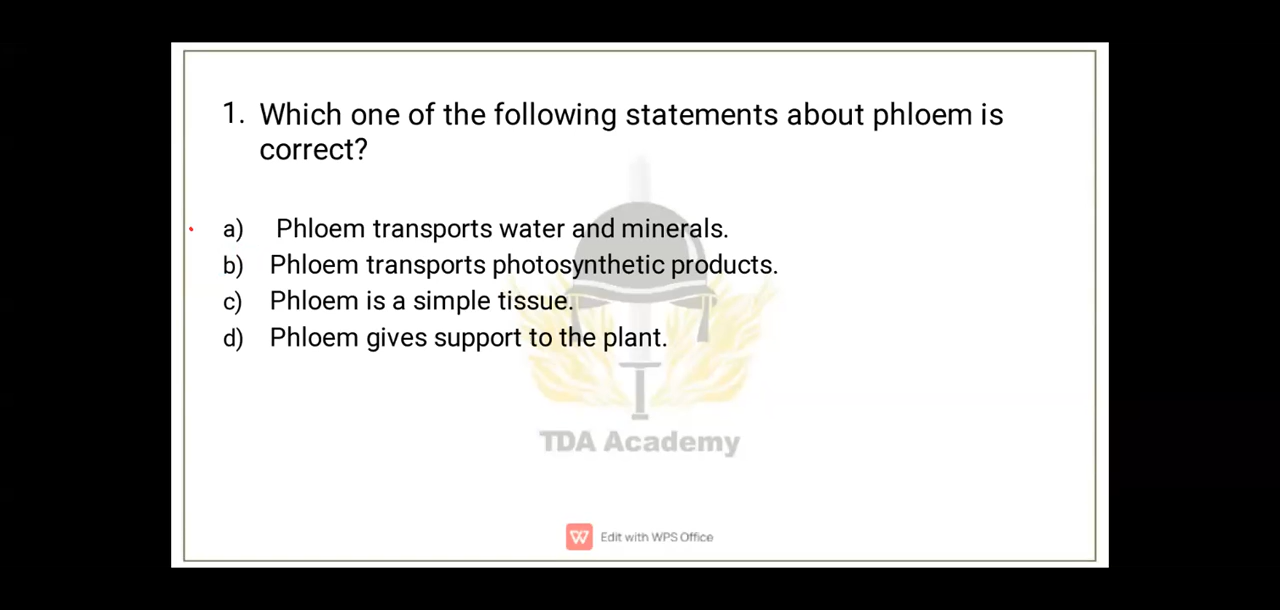 1. Which one of the following statements about phloem is
correct?
a) Phloem transports water and minerals.
b) Phloem transports photosynthetic products.
c) Phloem is a simple tissue.
d) Phloem gives support to the plant.
TDA Academy
W Edit with WPS Office